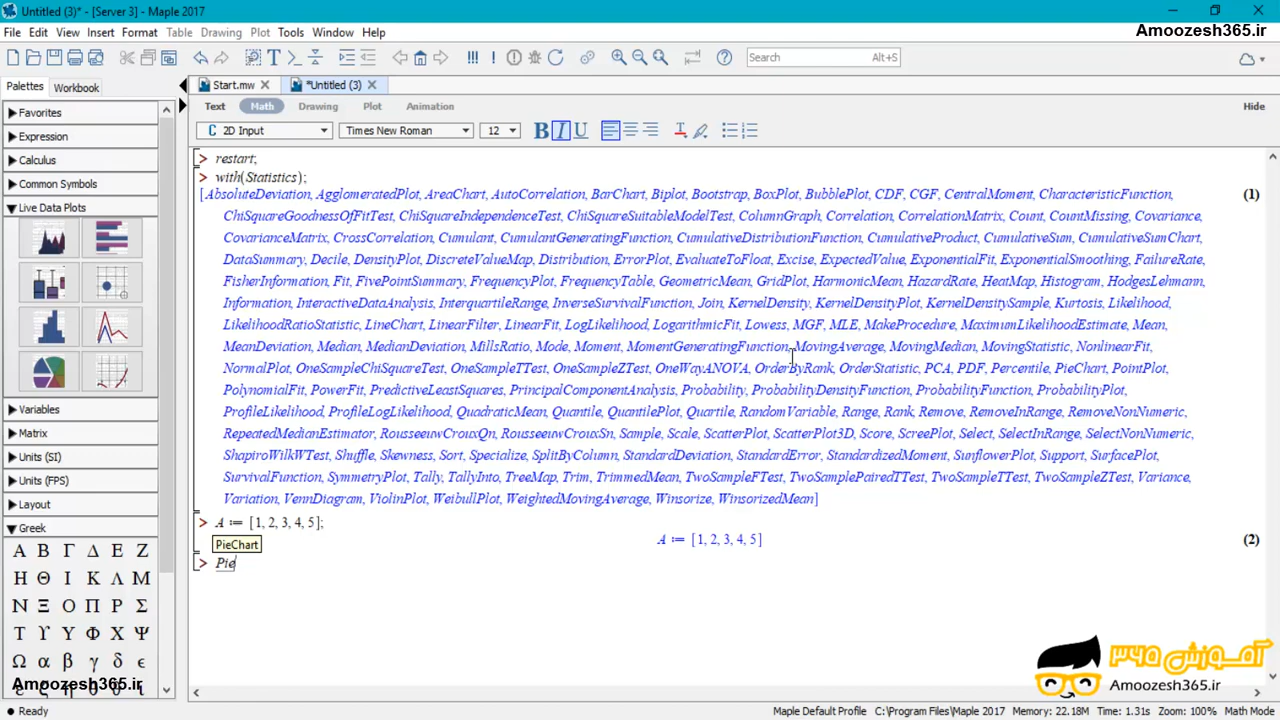 Untitled (3)* - [Server 3] - Maple 2017
File Edit View Insert Format Table Drawing Plot Tools Window Help
Amoozesh365.ir
Search Alt+S
Palettes Workbook
Start.mw *Untitled (3)
Text Math Drawing Plot Animation Hide
C 2D Input Times New Roman 12 B I U
Favorites
Expression
Calculus
Common Symbols
Live Data Plots
Variables
Matrix
Units (SI)
Units (FPS)
Layout
Greek
Α Β Γ Δ Ε Ζ
Η Θ Ι Κ Λ Μ
Ν Ξ Ο Π Ρ Σ
Τ ϒ Υ Φ Χ Ψ
Ω α β γ δ ϵ
Amoozesh365.ir
> restart;
> with(Statistics);
[AbsoluteDeviation, AgglomeratedPlot, AreaChart, AutoCorrelation, BarChart, Biplot, Bootstrap, BoxPlot, BubblePlot, CDF, CGF, CentralMoment, CharacteristicFunction, (1)
ChiSquareGoodnessOfFitTest, ChiSquareIndependenceTest, ChiSquareSuitableModelTest, ColumnGraph, Correlation, CorrelationMatrix, Count, CountMissing, Covariance,
CovarianceMatrix, CrossCorrelation, Cumulant, CumulantGeneratingFunction, CumulativeDistributionFunction, CumulativeProduct, CumulativeSum, CumulativeSumChart,
DataSummary, Decile, DensityPlot, DiscreteValueMap, Distribution, ErrorPlot, EvaluateToFloat, Excise, ExpectedValue, ExponentialFit, ExponentialSmoothing, FailureRate,
FisherInformation, Fit, FivePointSummary, FrequencyPlot, FrequencyTable, GeometricMean, GridPlot, HarmonicMean, HazardRate, HeatMap, Histogram, HodgesLehmann,
Information, InteractiveDataAnalysis, InterquartileRange, InverseSurvivalFunction, Join, KernelDensity, KernelDensityPlot, KernelDensitySample, Kurtosis, Likelihood,
LikelihoodRatioStatistic, LineChart, LinearFilter, LinearFit, LogLikelihood, LogarithmicFit, Lowess, MGF, MLE, MakeProcedure, MaximumLikelihoodEstimate, Mean,
MeanDeviation, Median, MedianDeviation, MillsRatio, Mode, Moment, MomentGeneratingFunction, MovingAverage, MovingMedian, MovingStatistic, NonlinearFit,
NormalPlot, OneSampleChiSquareTest, OneSampleTTest, OneSampleZTest, OneWayANOVA, OrderByRank, OrderStatistic, PCA, PDF, Percentile, PieChart, PointPlot,
PolynomialFit, PowerFit, PredictiveLeastSquares, PrincipalComponentAnalysis, Probability, ProbabilityDensityFunction, ProbabilityFunction, ProbabilityPlot,
ProfileLikelihood, ProfileLogLikelihood, QuadraticMean, Quantile, QuantilePlot, Quartile, RandomVariable, Range, Rank, Remove, RemoveInRange, RemoveNonNumeric,
RepeatedMedianEstimator, RousseeuwCrouxQn, RousseeuwCrouxSn, Sample, Scale, ScatterPlot, ScatterPlot3D, Score, ScreePlot, Select, SelectInRange, SelectNonNumeric,
ShapiroWilkWTest, Shuffle, Skewness, Sort, Specialize, SplitByColumn, StandardDeviation, StandardError, StandardizedMoment, SunflowerPlot, Support, SurfacePlot,
SurvivalFunction, SymmetryPlot, Tally, TallyInto, TreeMap, Trim, TrimmedMean, TwoSampleFTest, TwoSamplePairedTTest, TwoSampleTTest, TwoSampleZTest, Variance,
Variation, VennDiagram, ViolinPlot, WeibullPlot, WeightedMovingAverage, Winsorize, WinsorizedMean]
> A := [1, 2, 3, 4, 5];
A := [1, 2, 3, 4, 5] (2)
PieChart
> Pie
آموزش ۳۶۵
Amoozesh365.ir
Ready Maple Default Profile C:\Program Files\Maple 2017 Memory: 22.18M Time: 1.31s Zoom: 100% Math Mode